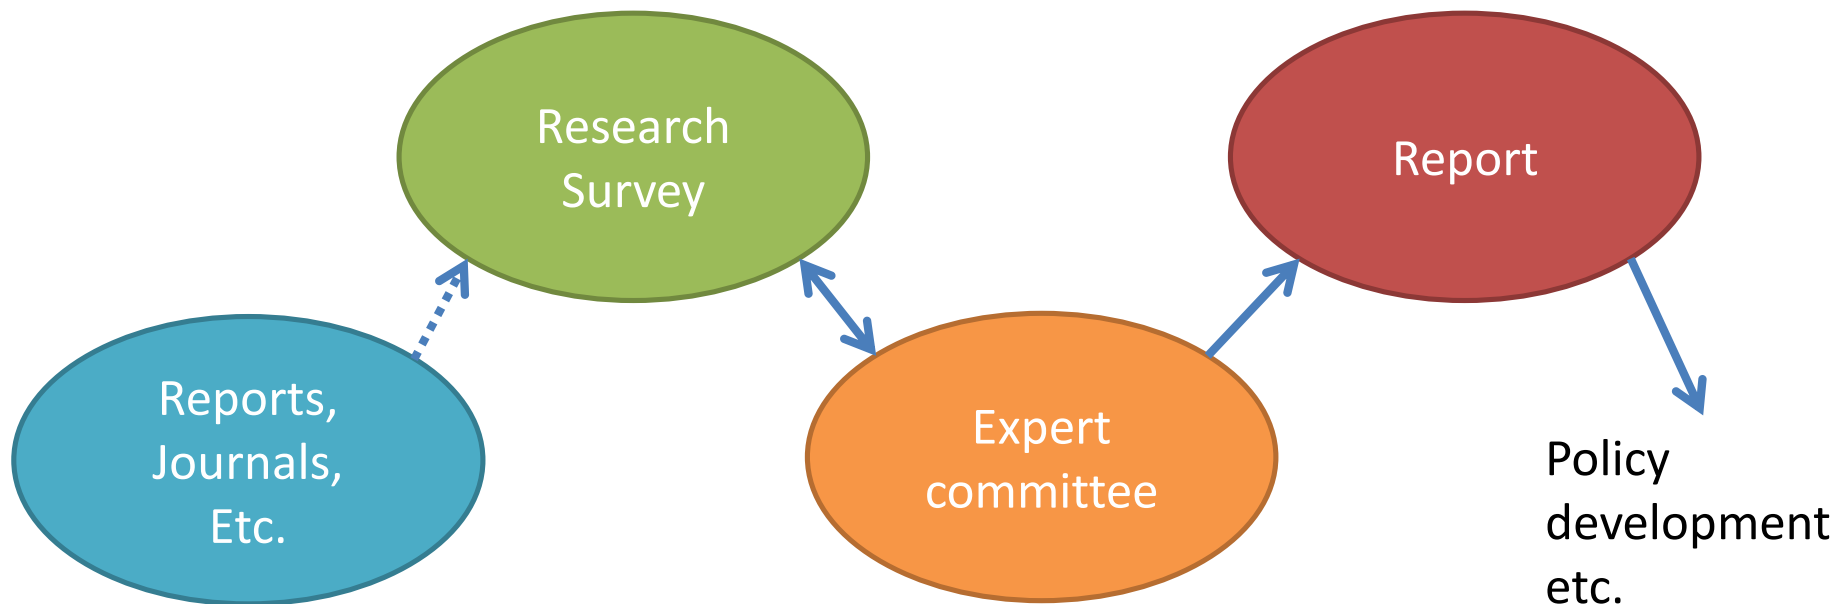 Research
Survey
Report
Reports,
Journals,
Etc.
Expert
committee
Policy
development
etc.